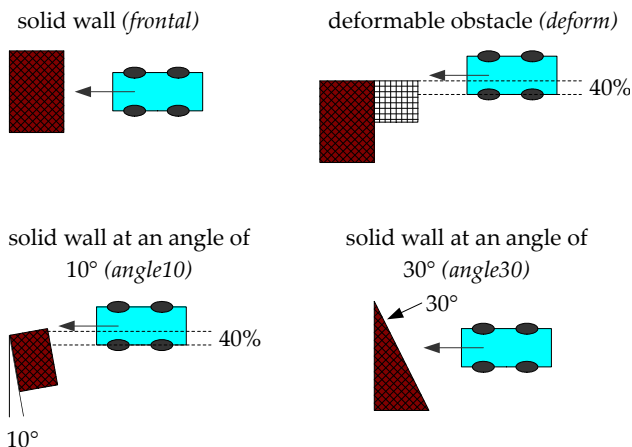 solid wall (frontal)
deformable obstacle (deform)
40%
solid wall at an angle of
10° (angle10)
40%
10°
solid wall at an angle of
30° (angle30)
30°